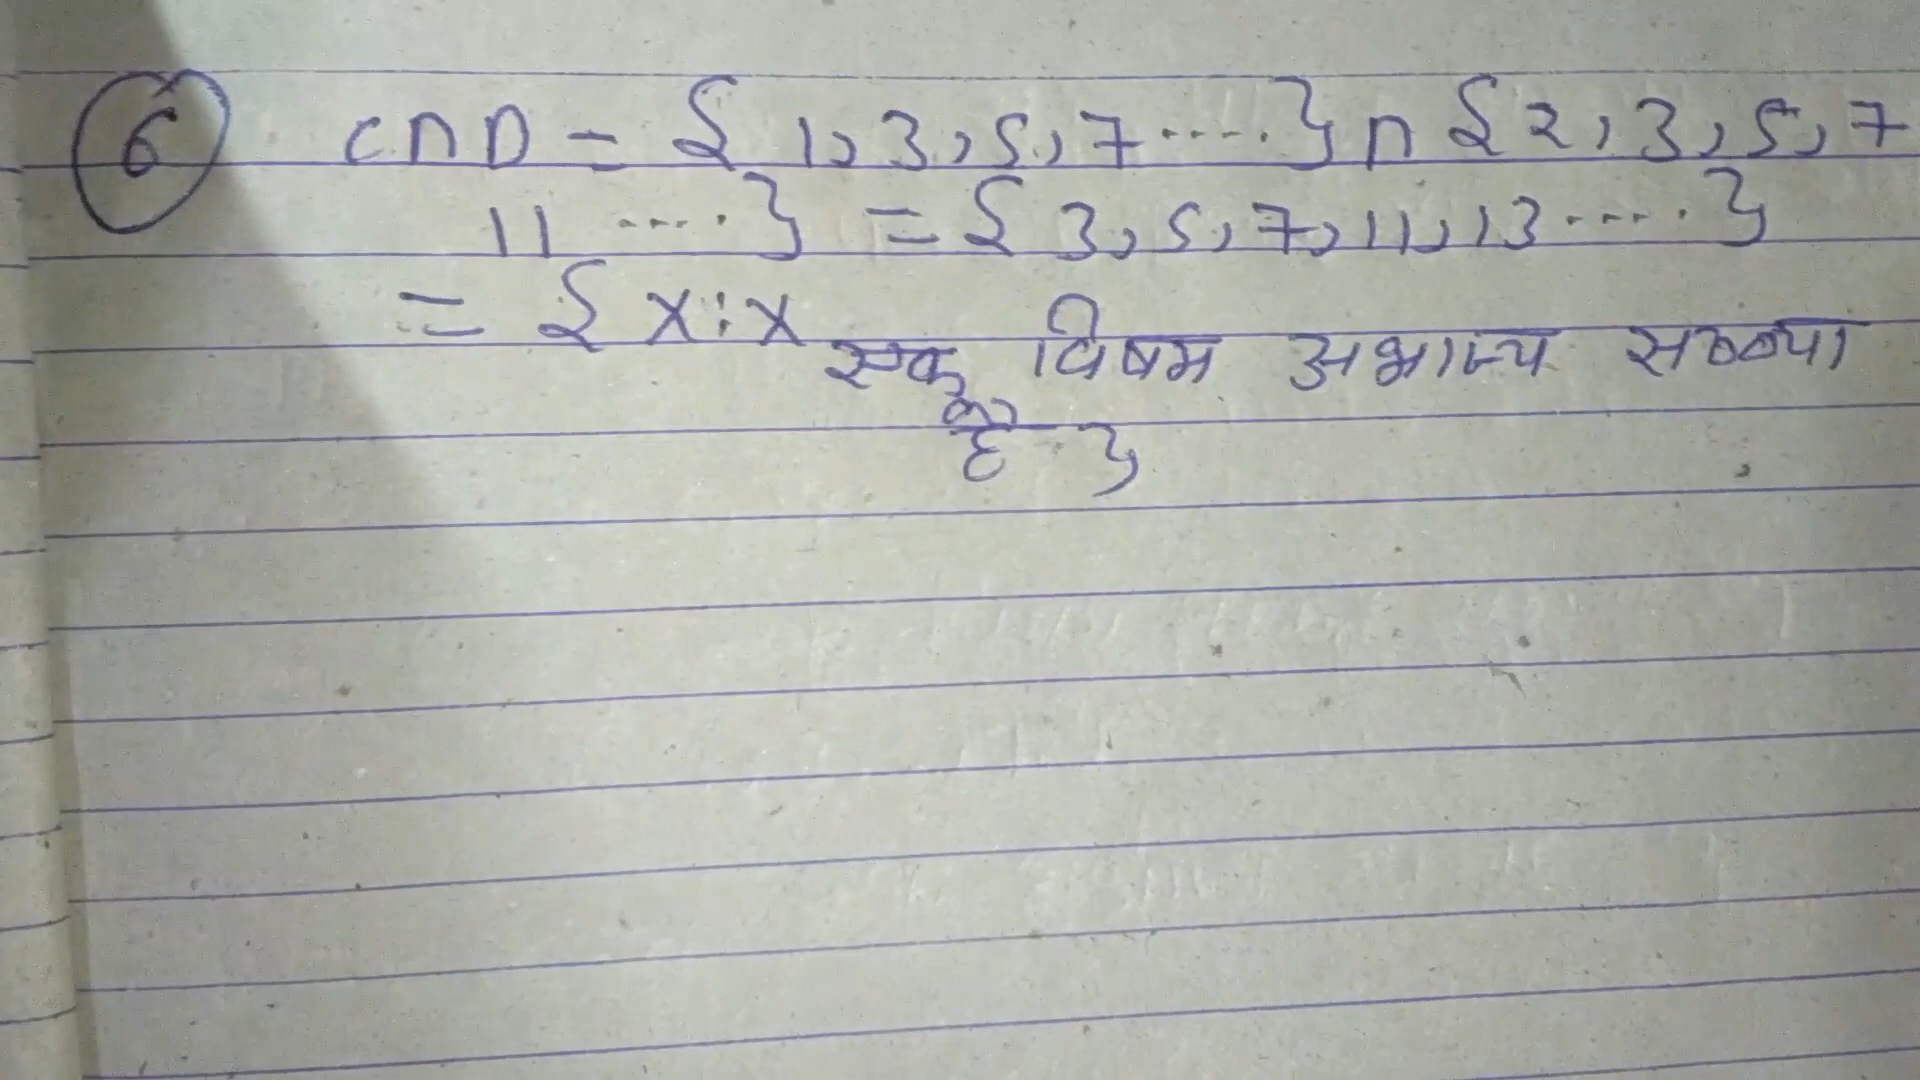 6 C∩D = { 1, 3, 5, 7 ..... } ∩ { 2, 3, 5, 7
11 ..... } = { 3, 5, 7, 11, 13 ..... }
= { x : x एक विषम अभाज्य संख्या
है }